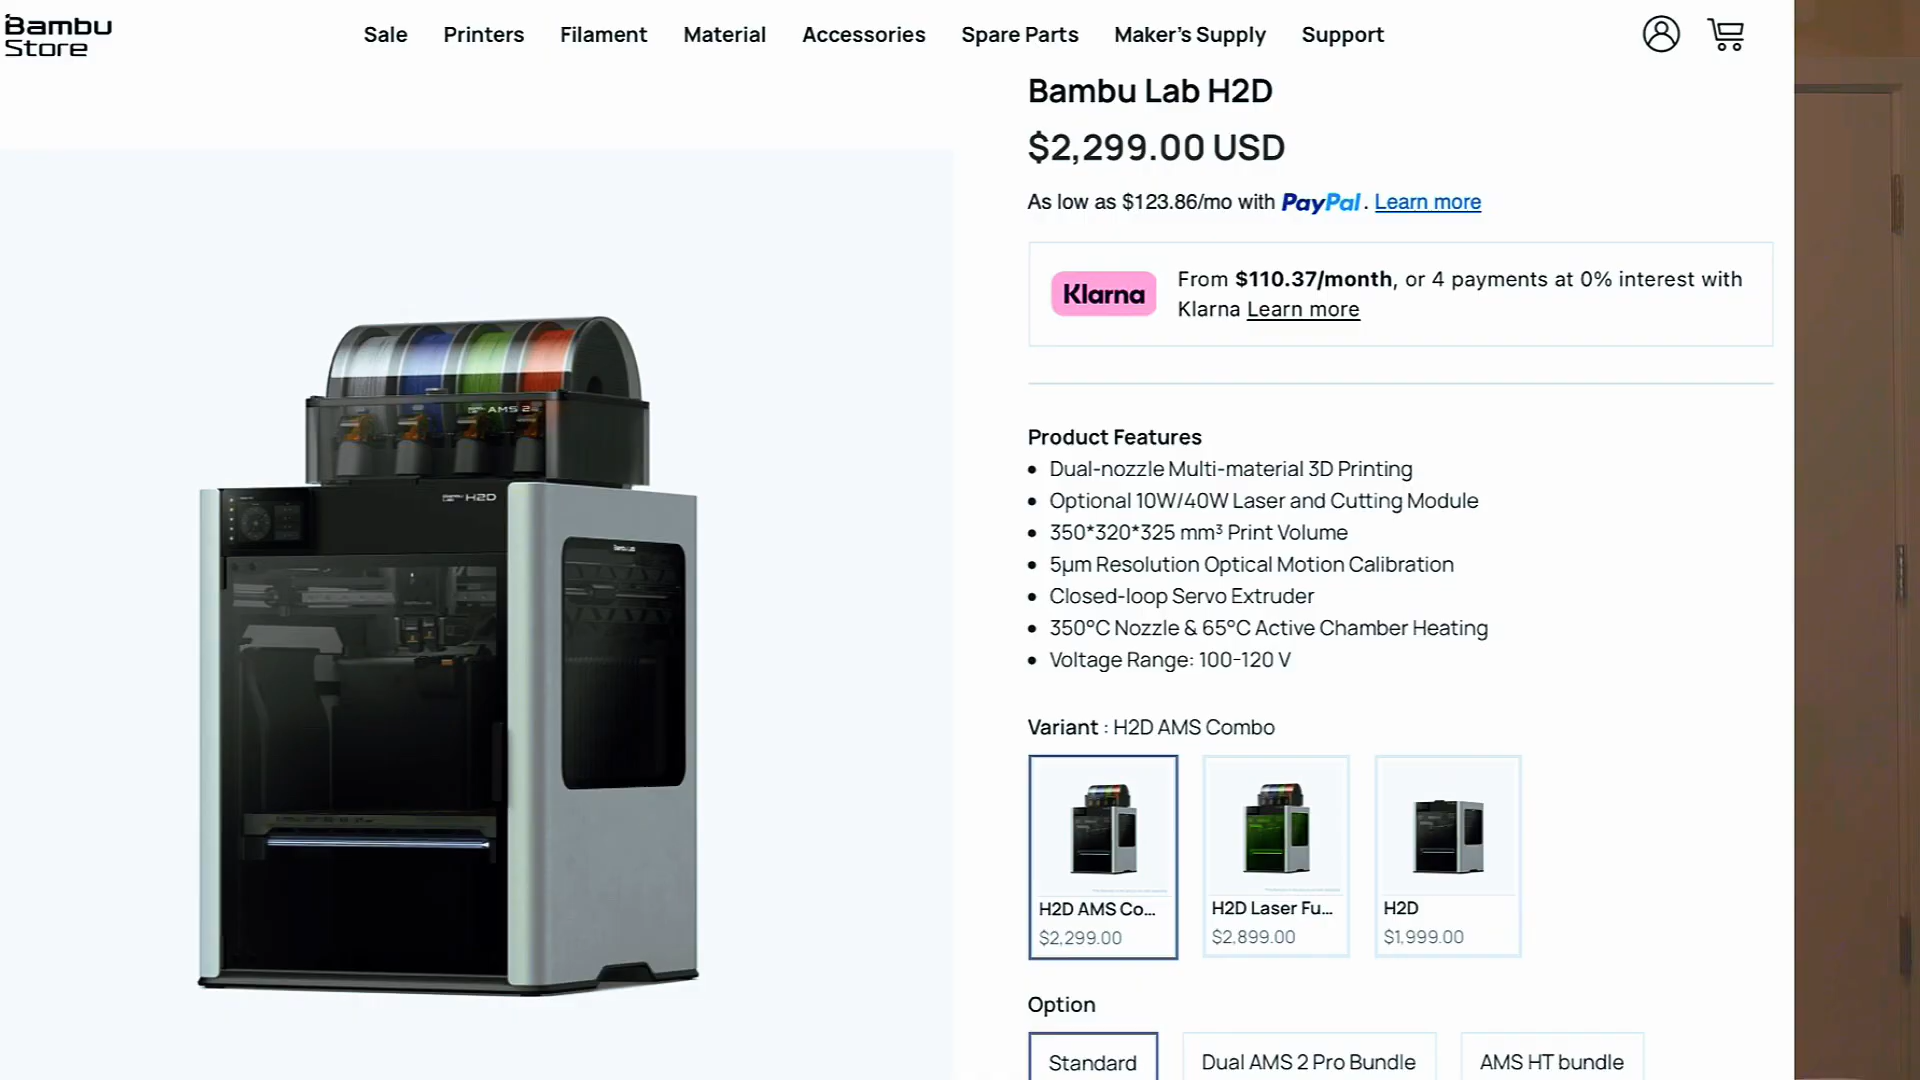 Bambu
Store
Sale
Printers
Filament
Material
Accessories
Spare Parts
Maker's Supply
Support
Bambu Lab H2D
$2,299.00 USD
As low as $123.86/mo with PayPal. Learn more
Klarna
From $110.37/month, or 4 payments at 0% interest with
Klarna Learn more
AMS 2
H2D
Product Features
• Dual-nozzle Multi-material 3D Printing
• Optional 10W/40W Laser and Cutting Module
• 350*320*325 mm³ Print Volume
• 5μm Resolution Optical Motion Calibration
• Closed-loop Servo Extruder
• 350°C Nozzle & 65°C Active Chamber Heating
• Voltage Range: 100-120 V
Variant : H2D AMS Combo
H2D AMS Co...
$2,299.00
H2D Laser Fu...
$2,899.00
H2D
$1,999.00
Option
Standard
Dual AMS 2 Pro Bundle
AMS HT bundle